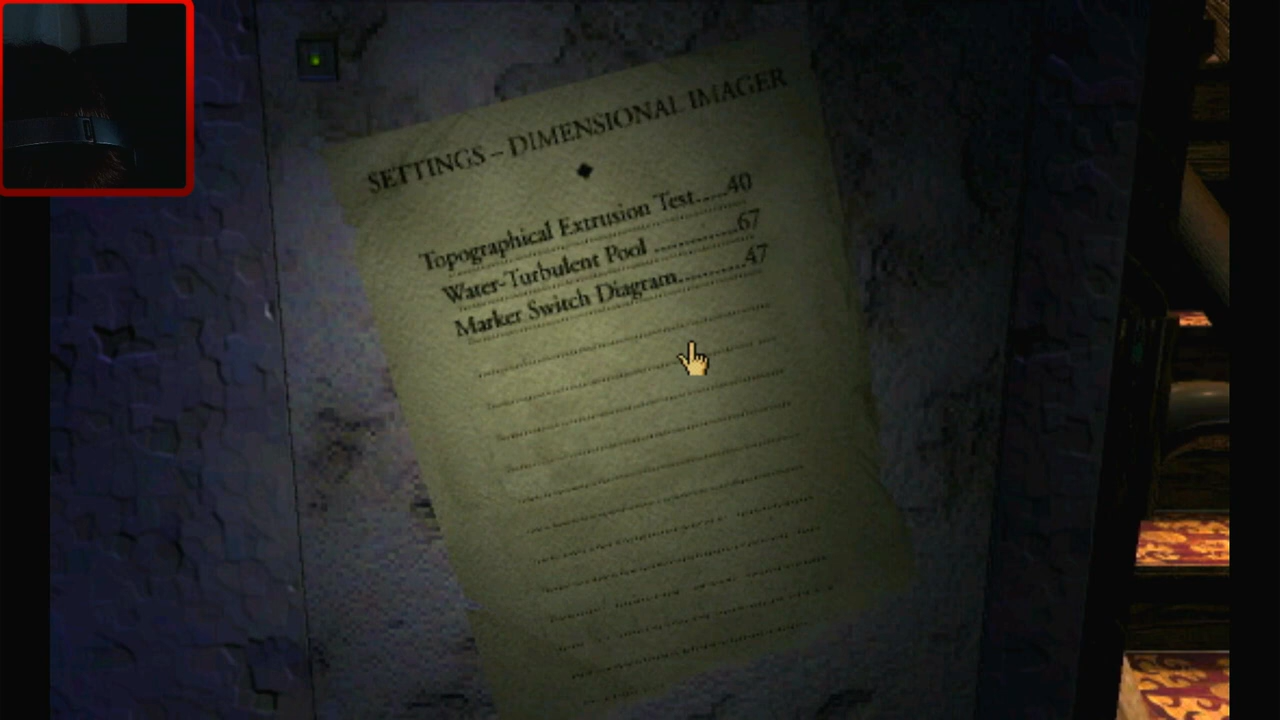 SETTINGS – DIMENSIONAL IMAGER
Topographical Extrusion Test......40
Water-Turbulent Pool ..............67
Marker Switch Diagram...........47